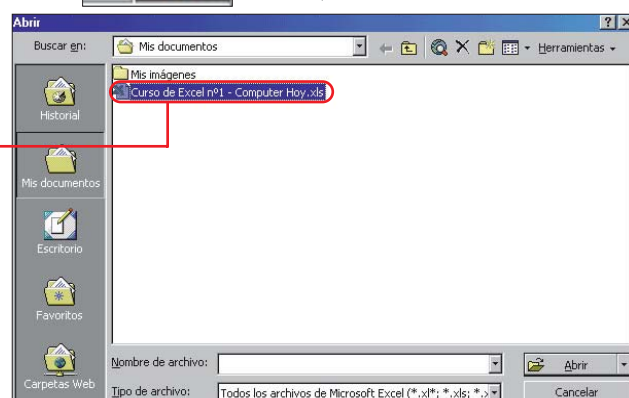 Abrir
Buscar en:
Mis documentos
Herramientas
Mis imágenes
Curso de Excel nº1 - Computer Hoy.xls
Historial
Mis documentos
Escritorio
Favoritos
Carpetas Web
Nombre de archivo:
Abrir
Tipo de archivo:
Todos los archivos de Microsoft Excel (*.xl*; *.xls; *.x
Cancelar